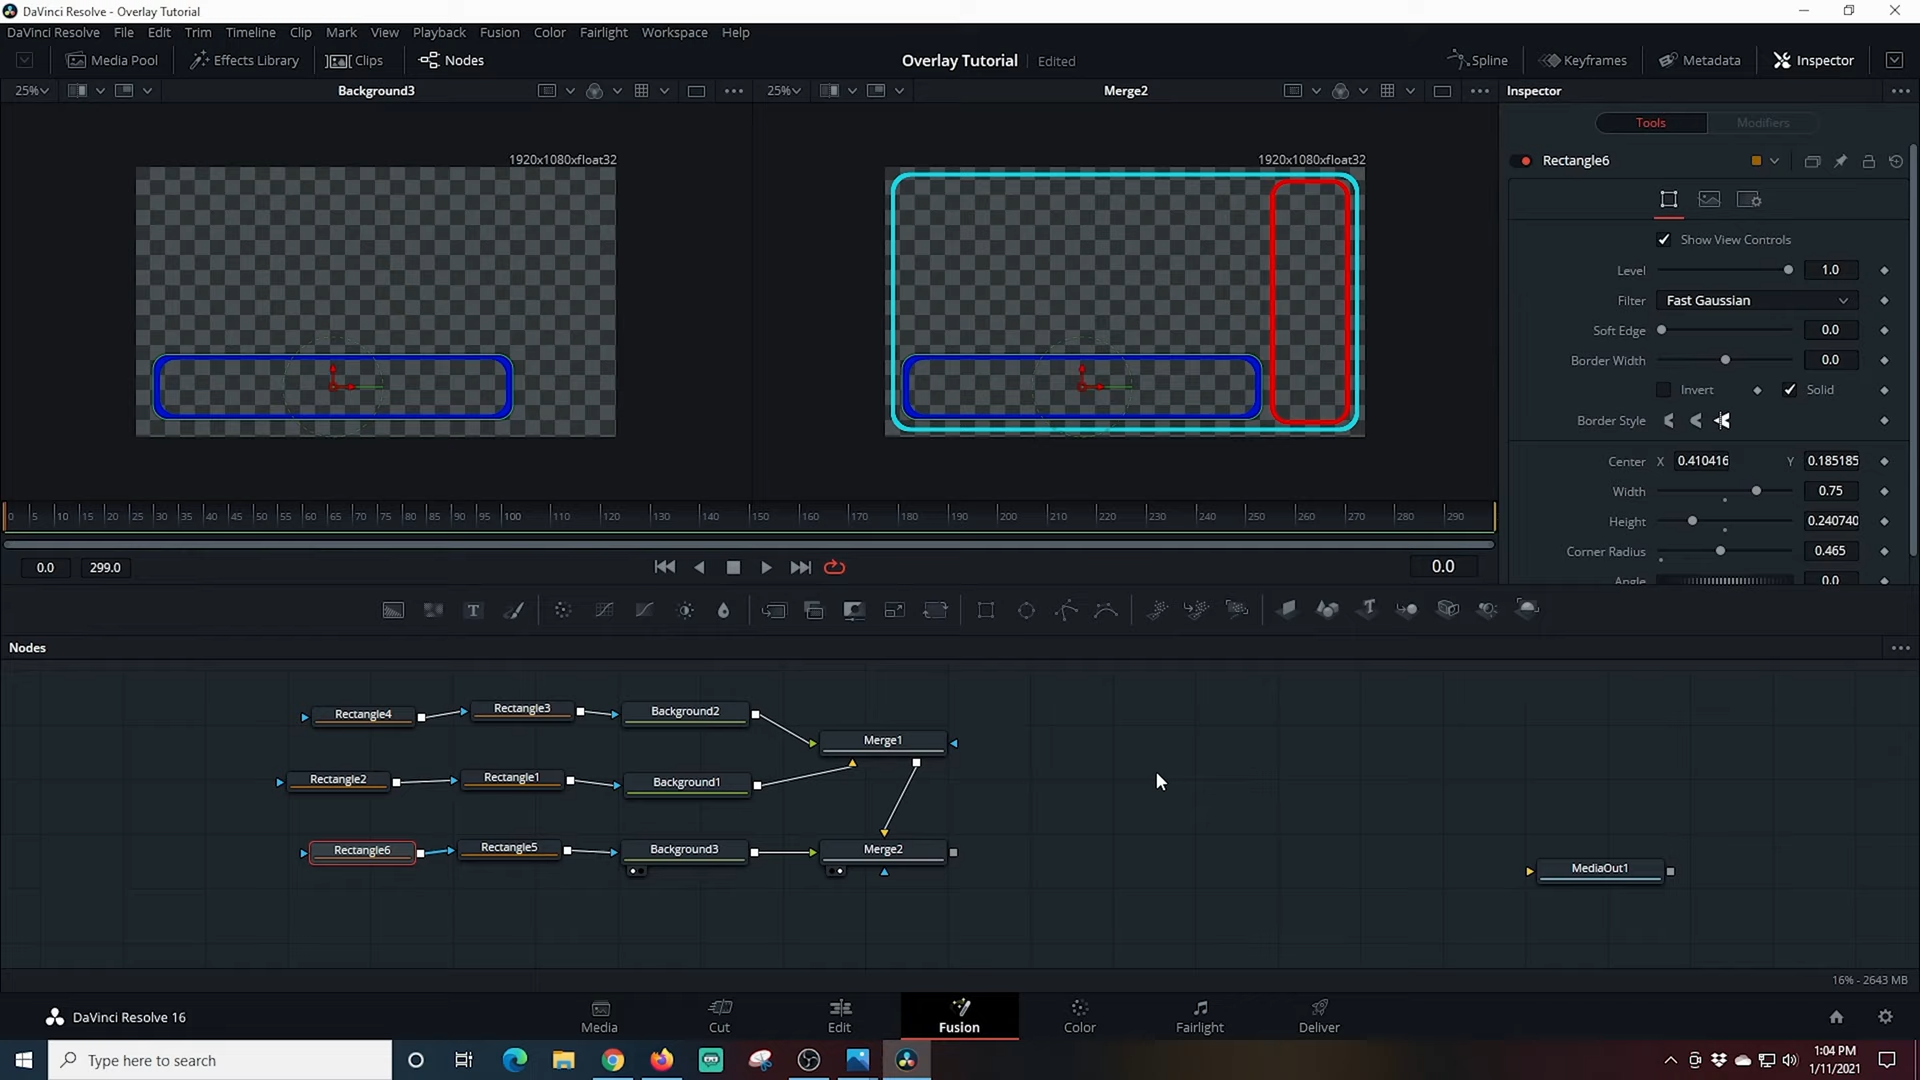 DaVinci Resolve - Overlay Tutorial
DaVinci Resolve File Edit Trim Timeline Clip Mark View Playback Fusion Color Fairlight Workspace Help
Media Pool Effects Library Clips Nodes Overlay Tutorial Edited Spline Keyframes Metadata Inspector
25% Background3 25% Merge2 Inspector
Tools Modifiers
1920x1080xfloat32 1920x1080xfloat32
Rectangle6
Show View Controls
Level 1.0
Filter Fast Gaussian
Soft Edge 0.0
Border Width 0.0
Invert Solid
Border Style
Center X 0.410416 Y 0.185185
Width 0.75
Height 0.240740
Corner Radius 0.465
Angle 0.0
0 5 10 15 20 25 30 35 40 45 50 55 60 65 70 75 80 85 90 95 100 110 120 130 140 150 160 170 180 190 200 210 220 230 240 250 260 270 280 290
0.0 299.0 0.0
Nodes
Rectangle4 Rectangle3 Background2
Merge1
Rectangle2 Rectangle1 Background1
Rectangle6 Rectangle5 Background3 Merge2
MediaOut1
16% - 2643 MB
DaVinci Resolve 16 Media Cut Edit Fusion Color Fairlight Deliver
Type here to search
1:04 PM
1/11/2021